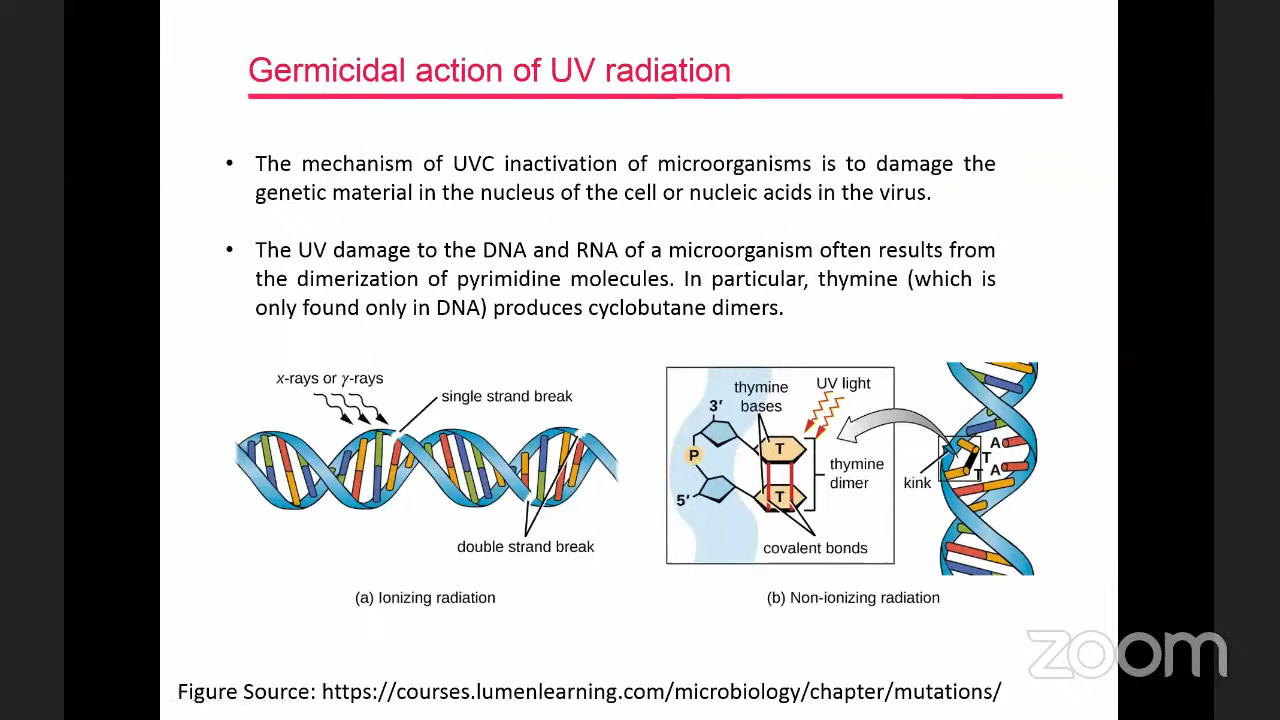 Germicidal action of UV radiation
• The mechanism of UVC inactivation of microorganisms is to damage the
genetic material in the nucleus of the cell or nucleic acids in the virus.
• The UV damage to the DNA and RNA of a microorganism often results from
the dimerization of pyrimidine molecules. In particular, thymine (which is
only found only in DNA) produces cyclobutane dimers.
x-rays or γ-rays
single strand break
double strand break
(a) Ionizing radiation
thymine
bases
UV light
3′
T
P
thymine
dimer
5′
T
covalent bonds
kink
A
T
A
T
(b) Non-ionizing radiation
zoom
Figure Source: https://courses.lumenlearning.com/microbiology/chapter/mutations/